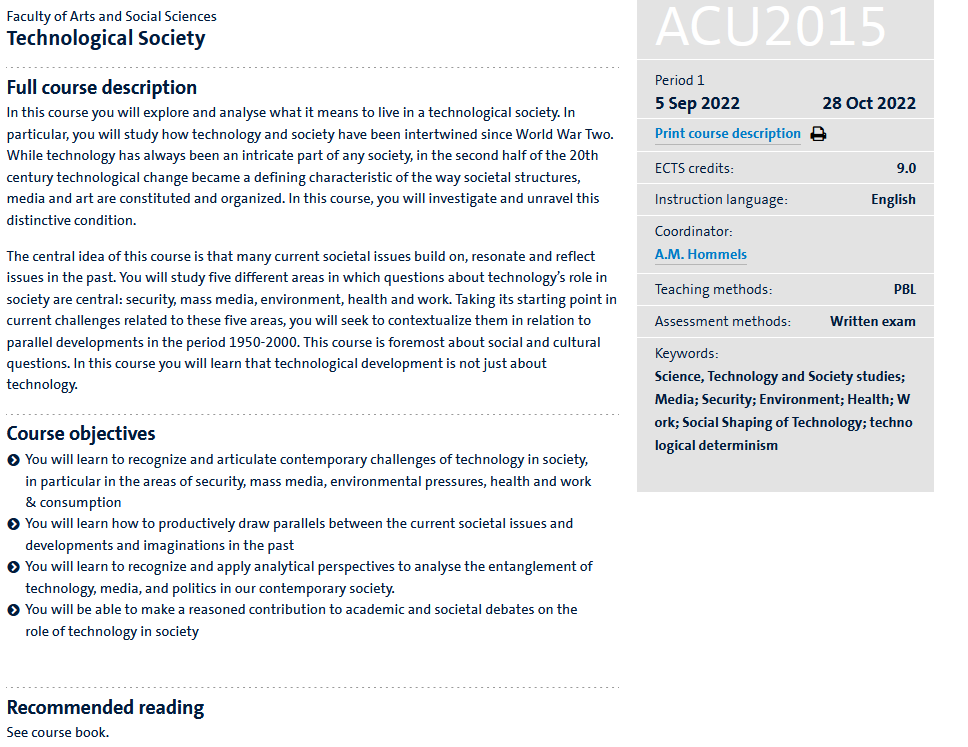 Faculty of Arts and Social Sciences
Technological Society
Full course description
In this course you will explore and analyse what it means to live in a technological society. In
particular, you will study how technology and society have been intertwined since World War Two.
While technology has always been an intricate part of any society, in the second half of the 20th
century technological change became a defining characteristic of the way societal structures,
media and art are constituted and organized. In this course, you will investigate and unravel this
distinctive condition.
The central idea of this course is that many current societal issues build on, resonate and reflect
issues in the past. You will study five different areas in which questions about technology's role in
society are central: security, mass media, environment, health and work. Taking its starting point in
current challenges related to these five areas, you will seek to contextualize them in relation to
parallel developments in the period 1950-2000. This course is foremost about social and cultural
questions. In this course you will learn that technological development is not just about
technology.
Course objectives
You will learn to recognize and articulate contemporary challenges of technology in society,
in particular in the areas of security, mass media, environmental pressures, health and work
& consumption
You will learn how to productively draw parallels between the current societal issues and
developments and imaginations in the past
You will learn to recognize and apply analytical perspectives to analyse the entanglement of
technology, media, and politics in our contemporary society.
You will be able to make a reasoned contribution to academic and societal debates on the
role of technology in society
Recommended reading
See course book.
ACU2015
Period 1
5 Sep 2022 28 Oct 2022
Print course description
ECTS credits: 9.0
Instruction language: English
Coordinator:
A.M. Hommels
Teaching methods: PBL
Assessment methods: Written exam
Keywords:
Science, Technology and Society studies;
Media; Security; Environment; Health; W
ork; Social Shaping of Technology; techno
logical determinism